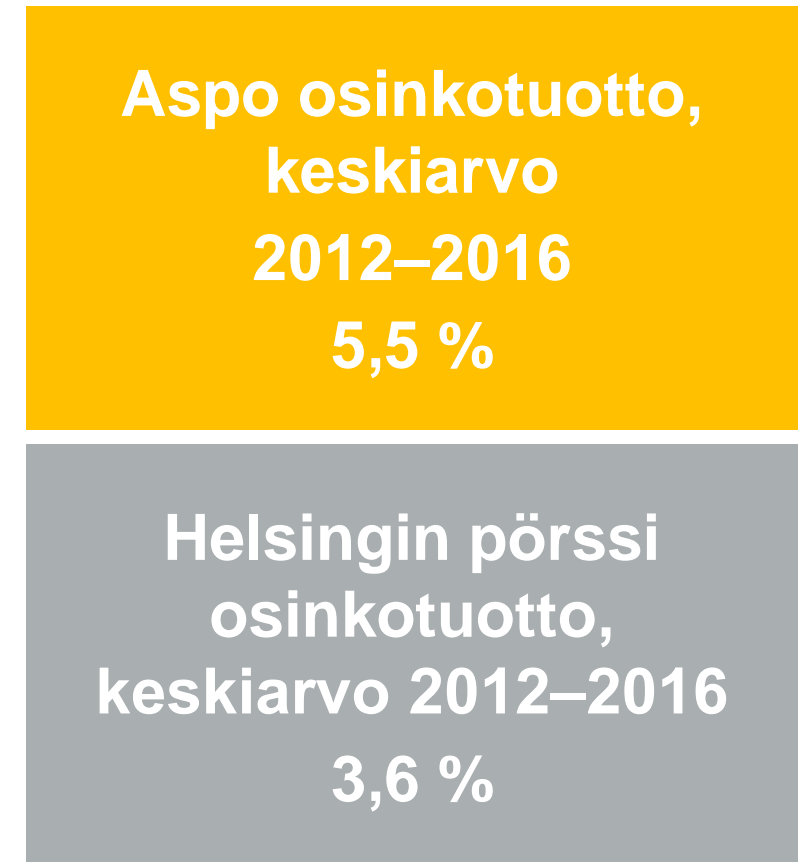 Aspo osinkotuotto,
keskiarvo
2012–2016
5,5 %
Helsingin pörssi
osinkotuotto,
keskiarvo 2012–2016
3,6 %